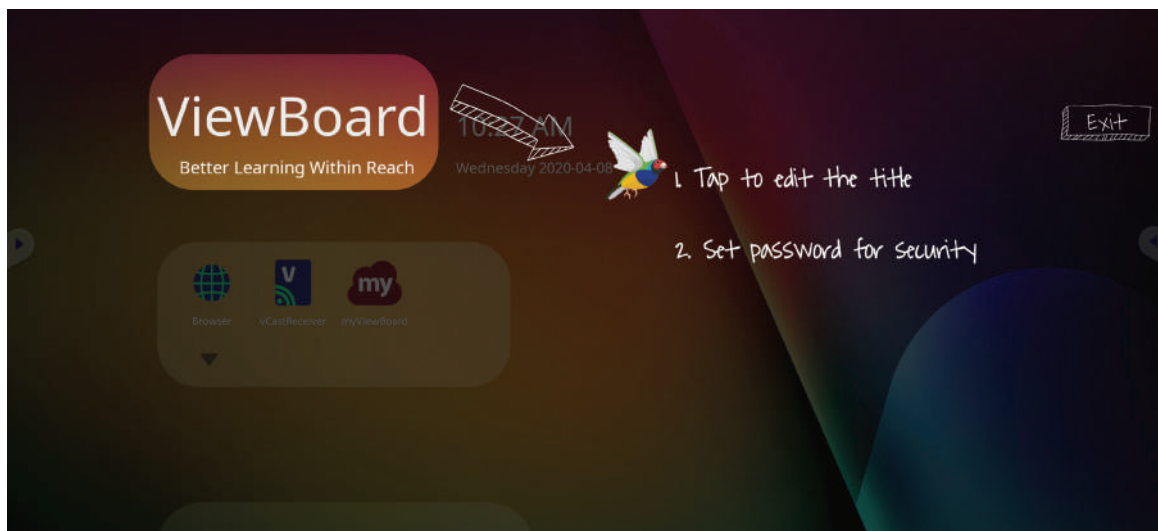 ViewBoard
Better Learning Within Reach
10:27 AM
Wednesday 2020-04-08
Exit
1. Tap to edit the title
2. Set password for security
Browser
vCastReceiver
myViewBoard
V
my